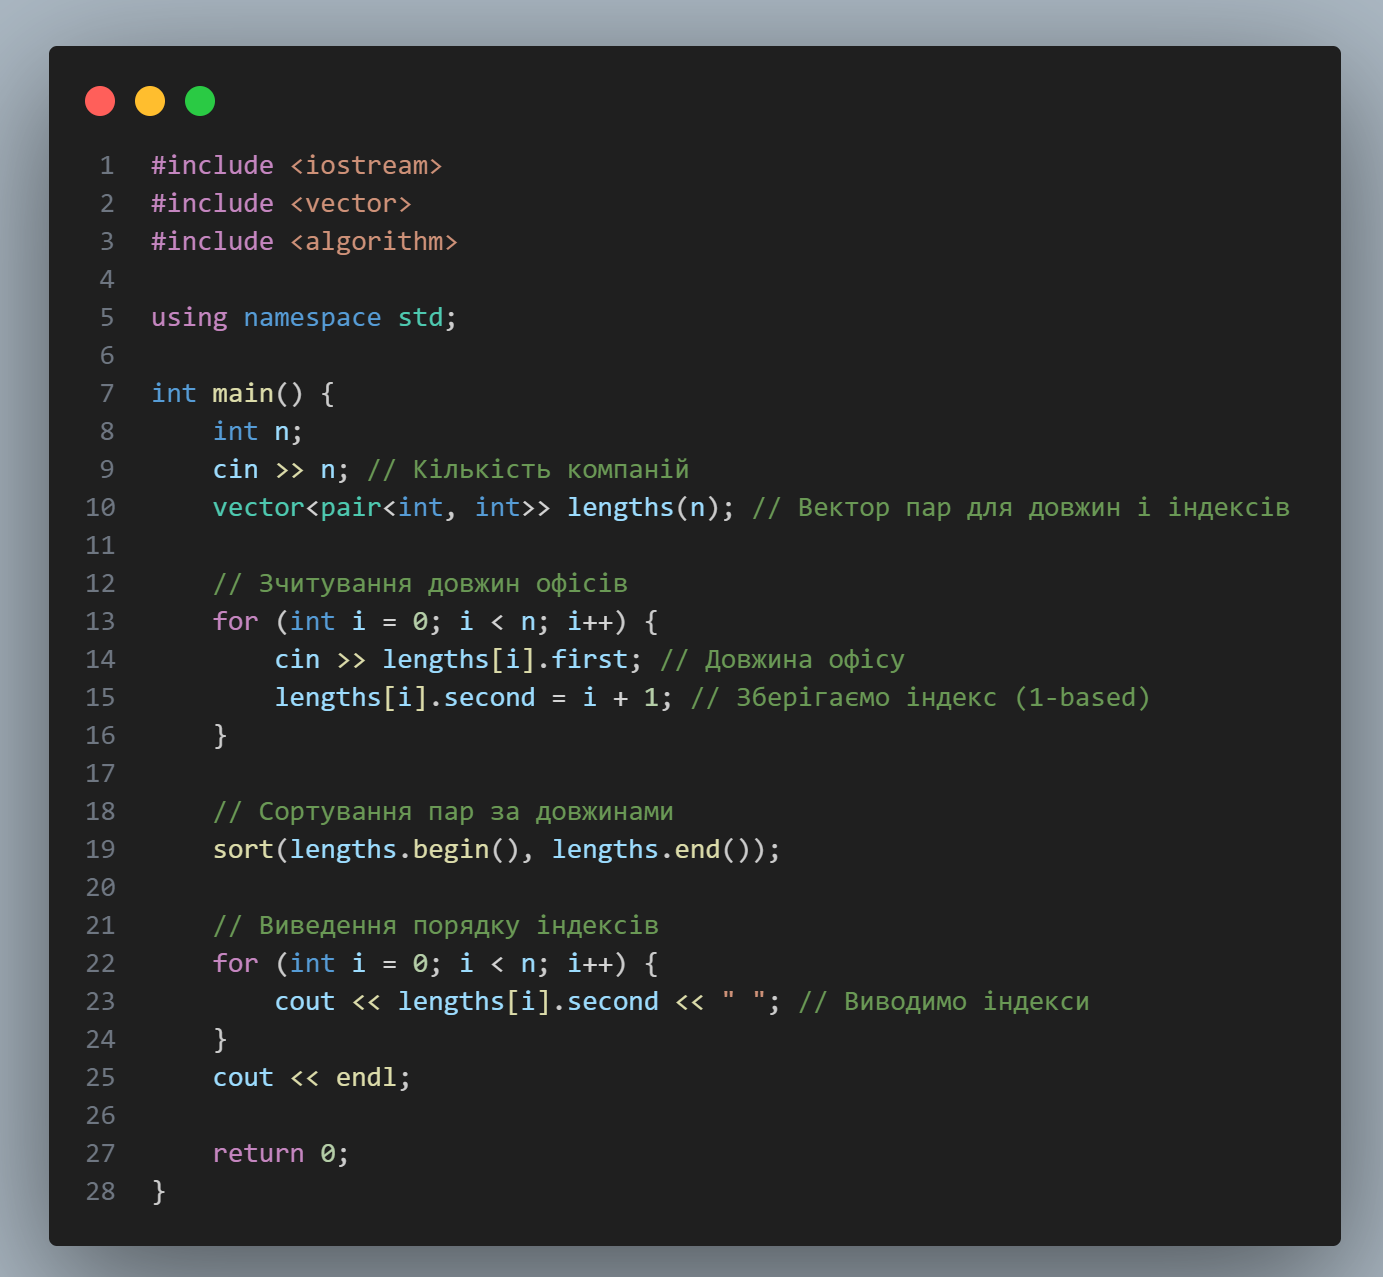 1 #include <iostream>
2 #include <vector>
3 #include <algorithm>
4
5 using namespace std;
6
7 int main() {
8     int n;
9     cin >> n; // Кількість компаній
10     vector<pair<int, int>> lengths(n); // Вектор пар для довжин і індексів
11
12     // Зчитування довжин офісів
13     for (int i = 0; i < n; i++) {
14         cin >> lengths[i].first; // Довжина офісу
15         lengths[i].second = i + 1; // Зберігаємо індекс (1-based)
16     }
17
18     // Сортування пар за довжинами
19     sort(lengths.begin(), lengths.end());
20
21     // Виведення порядку індексів
22     for (int i = 0; i < n; i++) {
23         cout << lengths[i].second << " "; // Виводимо індекси
24     }
25     cout << endl;
26
27     return 0;
28 }